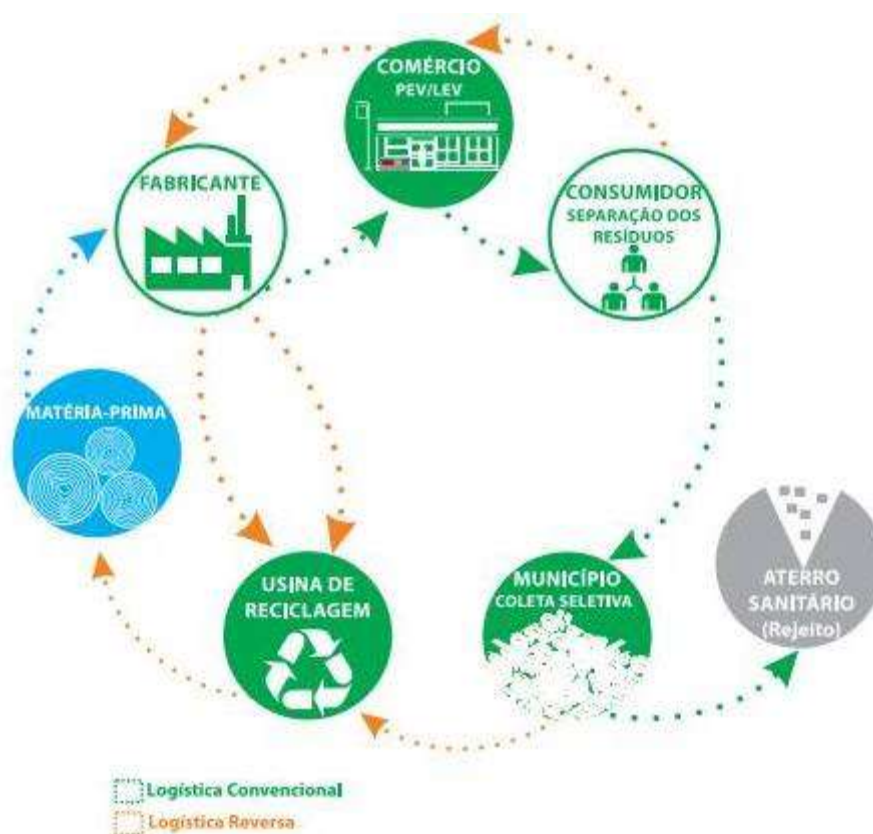 COMÉRCIO
PEV/LEV
FABRICANTE
CONSUMIDOR
SEPARAÇÃO DOS
RESÍDUOS
MATÉRIA-PRIMA
USINA DE
RECICLAGEM
MUNICÍPIO
COLETA SELETIVA
ATERRO
SANITÁRIO
(Rejeito)
Logística Convencional
Logística Reversa